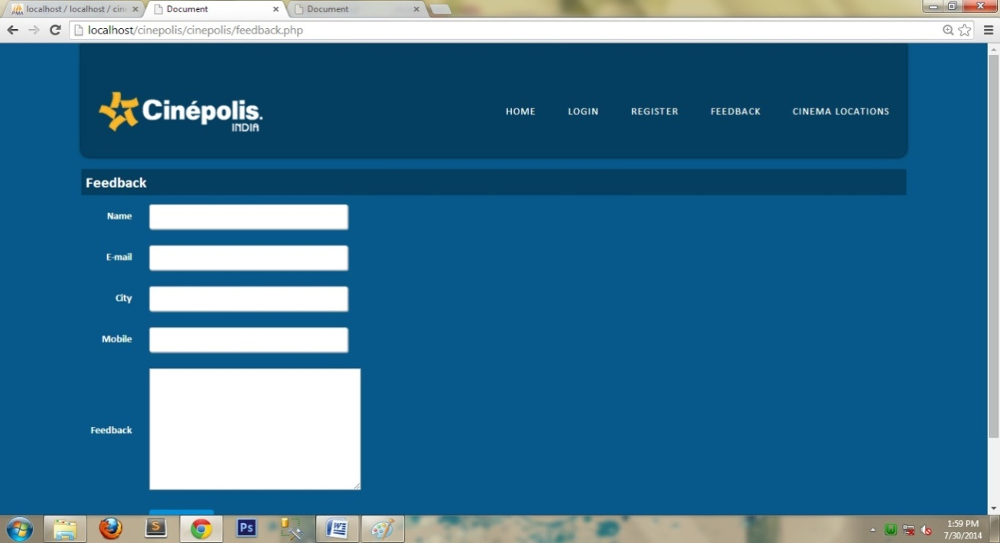 localhost / localhost / cin
Document
Document
localhost/cinepolis/cinepolis/feedback.php
Cinépolis.
INDIA
HOME LOGIN REGISTER FEEDBACK CINEMA LOCATIONS
Feedback
Name
E-mail
City
Mobile
Feedback
Ps
1:59 PM
7/30/2014